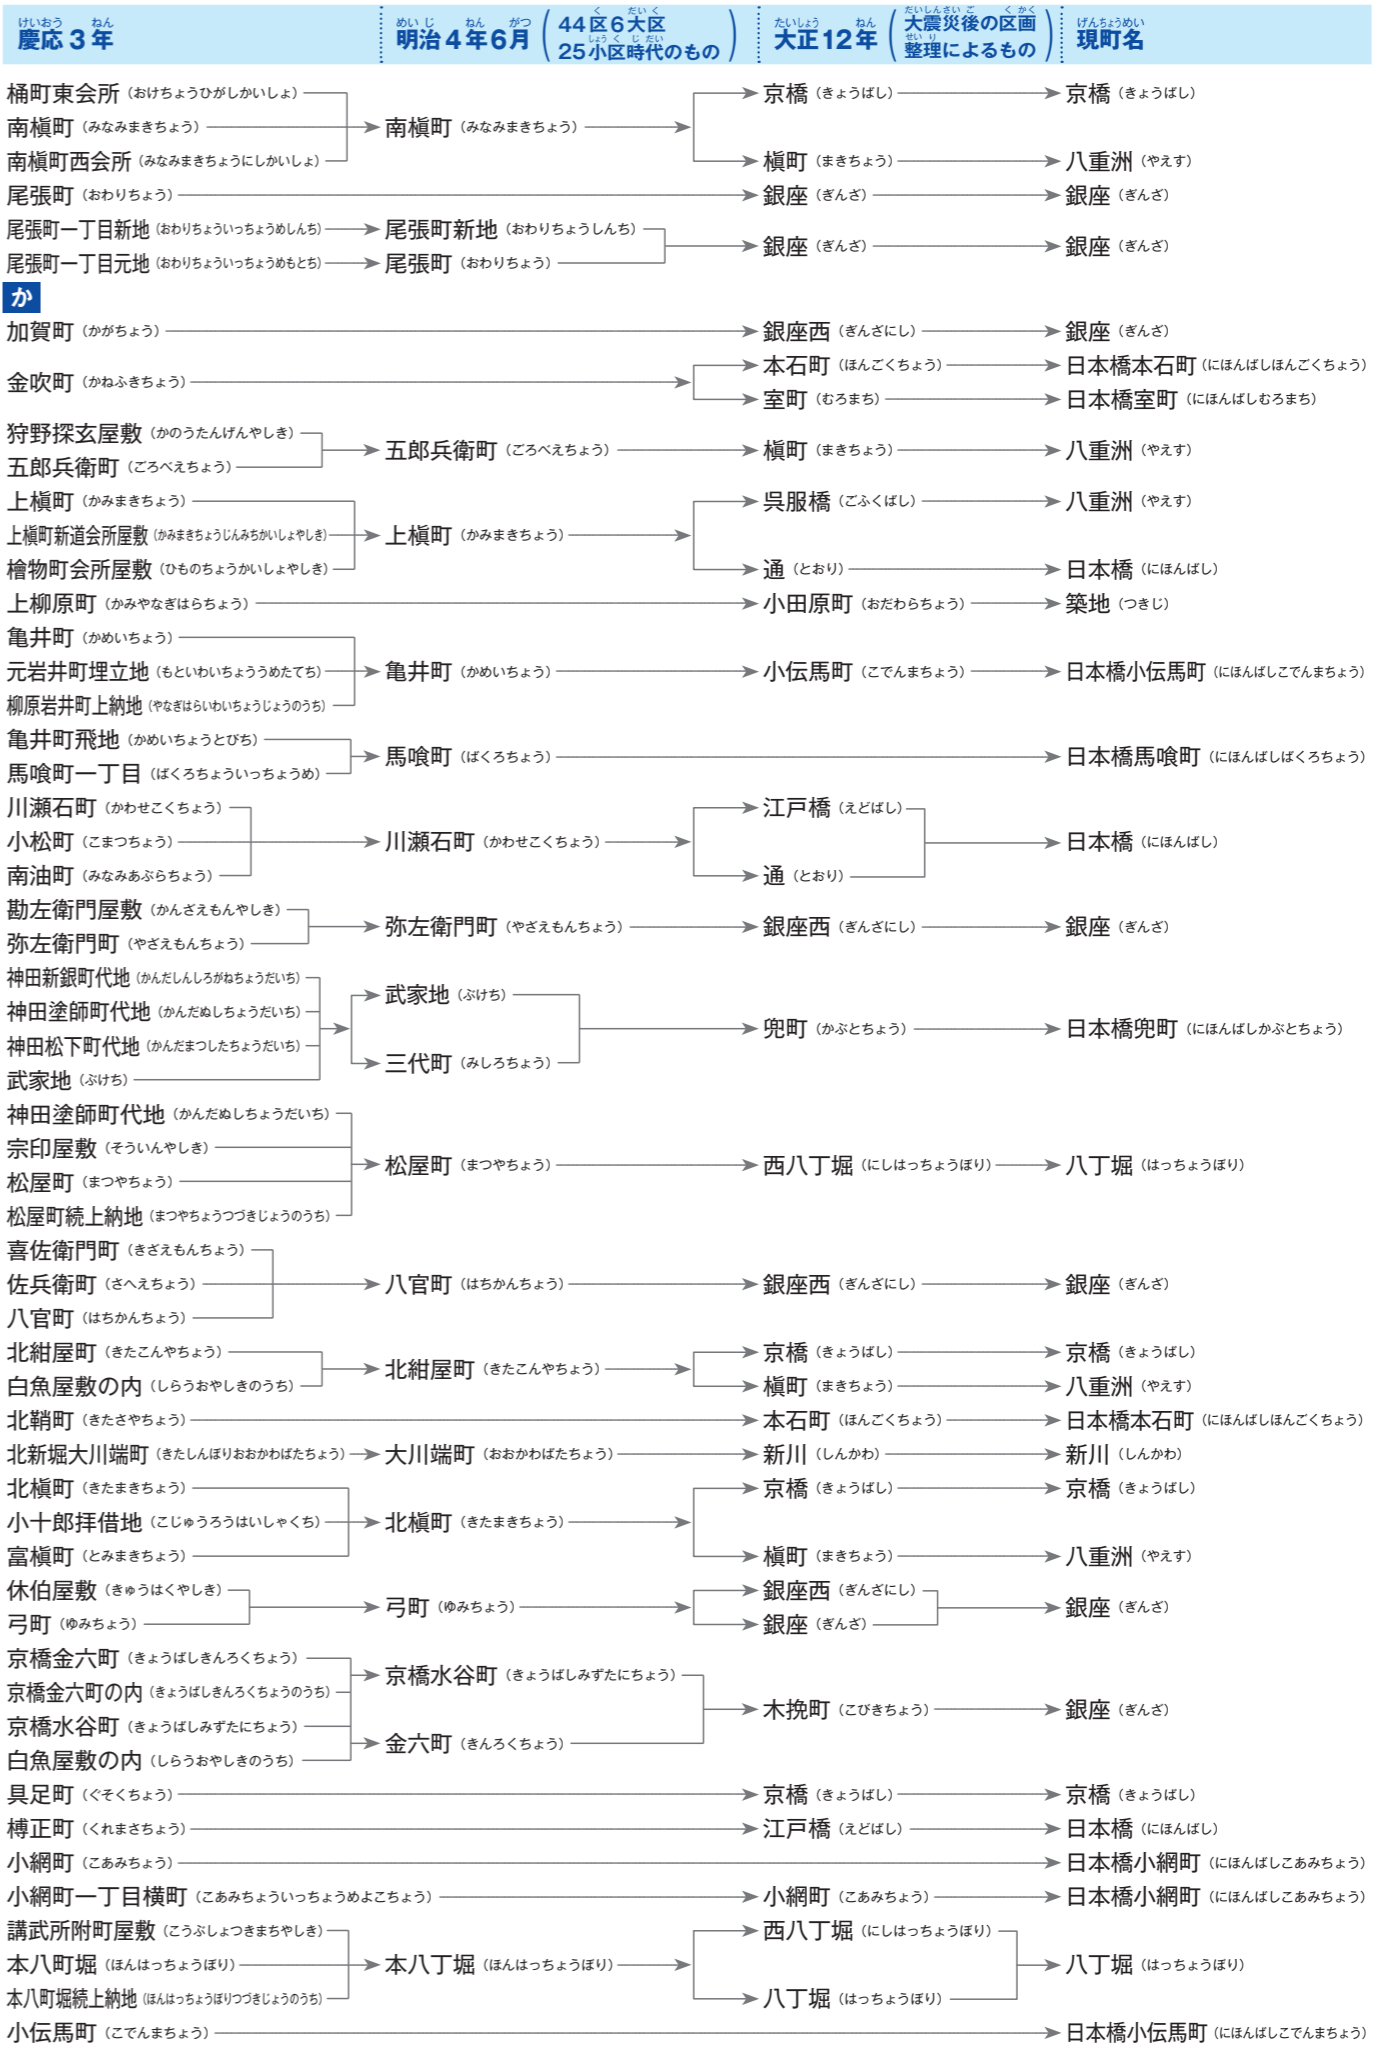 慶応3年（けいおう ねん） 明治4年6月（めいじ ねん がつ）（44区6大区 25小区時代のもの） 大正12年（たいしょう ねん）（大震災後の区画整理によるもの） 現町名（げんちょうめい）
桶町東会所（おけちょうひがしかいしょ） 京橋（きょうばし） 京橋（きょうばし）
南槇町（みなみまきちょう） 南槇町（みなみまきちょう）
南槇町西会所（みなみまきちょうにしかいしょ） 槇町（まきちょう） 八重洲（やえす）
尾張町（おわりちょう） 銀座（ぎんざ） 銀座（ぎんざ）
尾張町一丁目新地（おわりちょういっちょうめしんち） 尾張町新地（おわりちょうしんち）
銀座（ぎんざ） 銀座（ぎんざ）
尾張町一丁目元地（おわりちょういっちょうめもとち） 尾張町（おわりちょう）
か
加賀町（かがちょう） 銀座西（ぎんざにし） 銀座（ぎんざ）
本石町（ほんごくちょう） 日本橋本石町（にほんばしほんごくちょう）
金吹町（かねふきちょう）
室町（むろまち） 日本橋室町（にほんばしむろまち）
狩野探玄屋敷（かのうたんげんやしき）
五郎兵衛町（ごろべえちょう） 槇町（まきちょう） 八重洲（やえす）
五郎兵衛町（ごろべえちょう）
上槇町（かみまきちょう） 呉服橋（ごふくばし） 八重洲（やえす）
上槇町新道会所屋敷（かみまきちょうじんみちかいしょやしき） 上槇町（かみまきちょう）
檜物町会所屋敷（ひものちょうかいしょやしき） 通（とおり） 日本橋（にほんばし）
上柳原町（かみやなぎはらちょう） 小田原町（おだわらちょう） 築地（つきじ）
亀井町（かめいちょう）
元岩井町埋立地（もといわいちょううめたてち） 亀井町（かめいちょう） 小伝馬町（こでんまちょう） 日本橋小伝馬町（にほんばしこでんまちょう）
柳原岩井町上納地（やなぎはらいわいちょうじょうのうち）
亀井町飛地（かめいちょうとびち）
馬喰町（ばくろちょう） 日本橋馬喰町（にほんばしばくろちょう）
馬喰町一丁目（ばくろちょういっちょうめ）
川瀬石町（かわせこくちょう） 江戸橋（えどばし）
小松町（こまつちょう） 川瀬石町（かわせこくちょう） 日本橋（にほんばし）
南油町（みなみあぶらちょう） 通（とおり）
勘左衛門屋敷（かんざえもんやしき）
弥左衛門町（やざえもんちょう） 銀座西（ぎんざにし） 銀座（ぎんざ）
弥左衛門町（やざえもんちょう）
神田新銀町代地（かんだしんしろがねちょうだいち）
武家地（ぶけち）
神田塗師町代地（かんだぬしちょうだいち）
兜町（かぶとちょう） 日本橋兜町（にほんばしかぶとちょう）
神田松下町代地（かんだまつしたちょうだいち）
三代町（みしろちょう）
武家地（ぶけち）
神田塗師町代地（かんだぬしちょうだいち）
宗印屋敷（そういんやしき）
松屋町（まつやちょう） 西八丁堀（にしはっちょうぼり） 八丁堀（はっちょうぼり）
松屋町（まつやちょう）
松屋町続上納地（まつやちょうつづきじょうのうち）
喜佐衛門町（きざえもんちょう）
佐兵衛町（さへえちょう） 八官町（はちかんちょう） 銀座西（ぎんざにし） 銀座（ぎんざ）
八官町（はちかんちょう）
北紺屋町（きたこんやちょう） 京橋（きょうばし） 京橋（きょうばし）
北紺屋町（きたこんやちょう）
白魚屋敷の内（しらうおやしきのうち） 槇町（まきちょう） 八重洲（やえす）
北鞘町（きたさやちょう） 本石町（ほんごくちょう） 日本橋本石町（にほんばしほんごくちょう）
北新堀大川端町（きたしんぼりおおかわばたちょう） 大川端町（おおかわばたちょう） 新川（しんかわ） 新川（しんかわ）
北槇町（きたまきちょう） 京橋（きょうばし） 京橋（きょうばし）
小十郎拝借地（こじゅうろうはいしゃくち） 北槇町（きたまきちょう）
富槇町（とみまきちょう） 槇町（まきちょう） 八重洲（やえす）
休伯屋敷（きゅうはくやしき） 銀座西（ぎんざにし）
弓町（ゆみちょう） 銀座（ぎんざ）
弓町（ゆみちょう） 銀座（ぎんざ）
京橋金六町（きょうばしきんろくちょう）
京橋水谷町（きょうばしみずたにちょう）
京橋金六町の内（きょうばしきんろくちょうのうち）
木挽町（こびきちょう） 銀座（ぎんざ）
京橋水谷町（きょうばしみずたにちょう）
金六町（きんろくちょう）
白魚屋敷の内（しらうおやしきのうち）
具足町（ぐそくちょう） 京橋（きょうばし） 京橋（きょうばし）
榑正町（くれまさちょう） 江戸橋（えどばし） 日本橋（にほんばし）
小網町（こあみちょう） 日本橋小網町（にほんばしこあみちょう）
小網町一丁目横町（こあみちょういっちょうめよこちょう） 小網町（こあみちょう） 日本橋小網町（にほんばしこあみちょう）
講武所附町屋敷（こうぶしょつきまちやしき） 西八丁堀（にしはっちょうぼり）
本八町堀（ほんはっちょうぼり） 本八丁堀（ほんはっちょうぼり） 八丁堀（はっちょうぼり）
本八町堀続上納地（ほんはっちょうぼりつづきじょうのうち） 八丁堀（はっちょうぼり）
小伝馬町（こでんまちょう） 日本橋小伝馬町（にほんばしこでんまちょう）